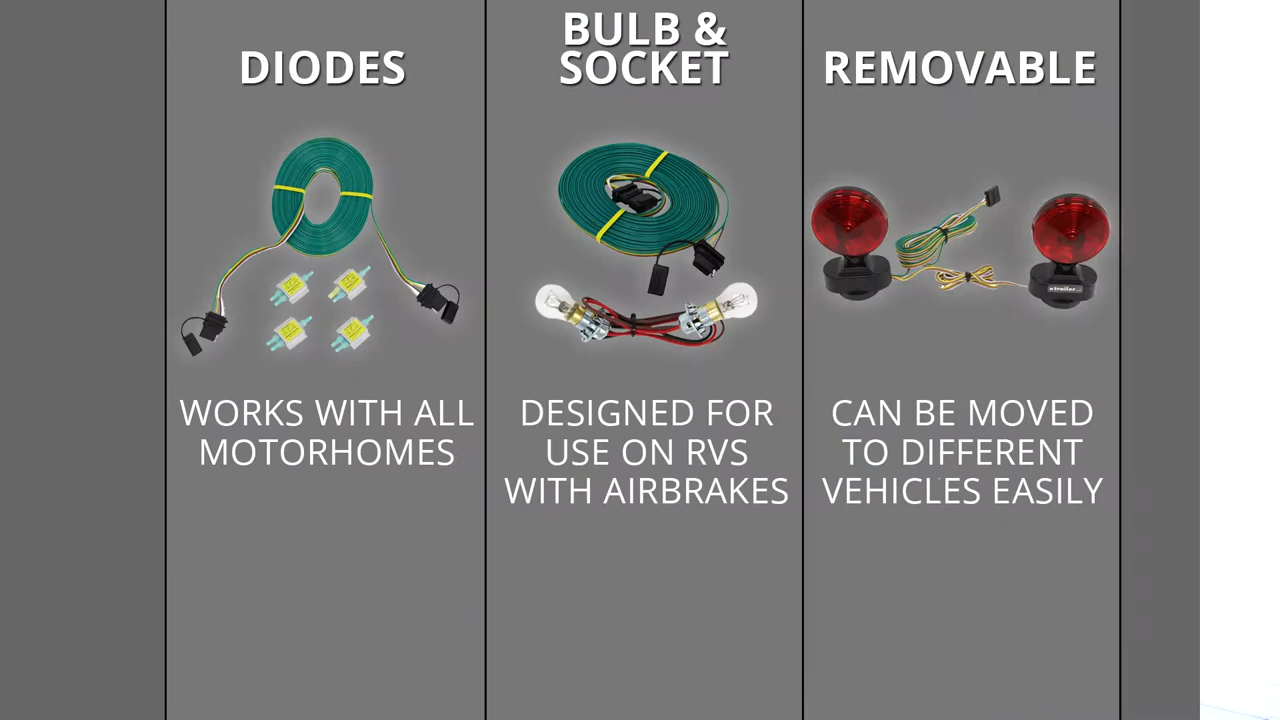 DIODES
BULB &
SOCKET
REMOVABLE
etrailer
WORKS WITH ALL
MOTORHOMES
DESIGNED FOR
USE ON RVS
WITH AIRBRAKES
CAN BE MOVED
TO DIFFERENT
VEHICLES EASILY